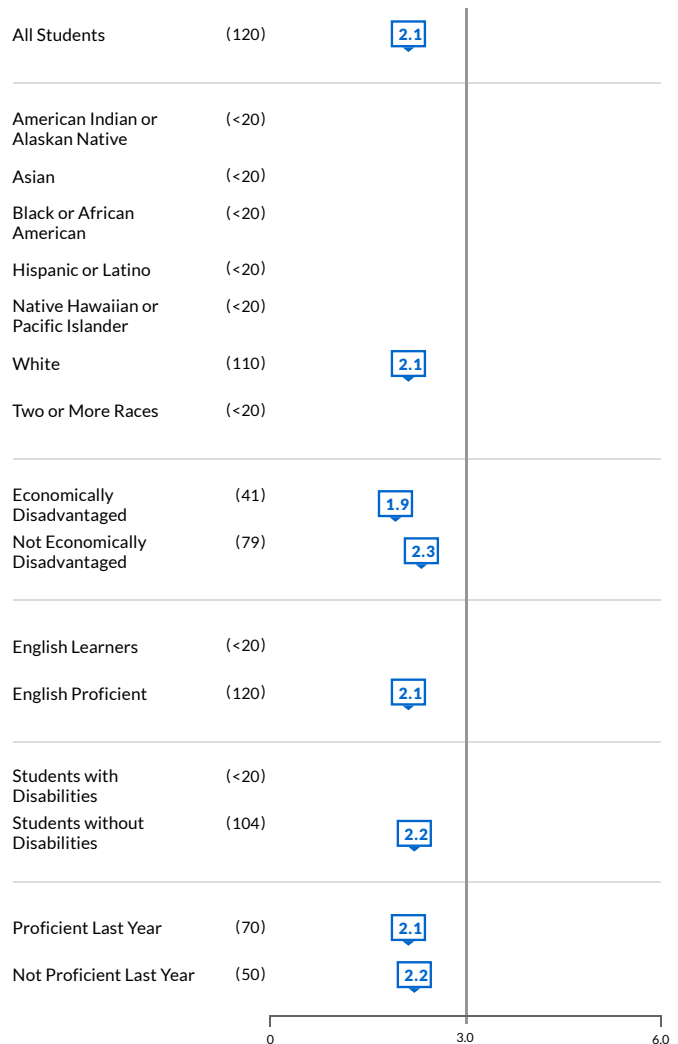 All Students (120) 2.1
American Indian or (<20)
Alaskan Native
Asian (<20)
Black or African (<20)
American
Hispanic or Latino (<20)
Native Hawaiian or (<20)
Pacific Islander
White (110) 2.1
Two or More Races (<20)
Economically (41) 1.9
Disadvantaged
Not Economically (79) 2.3
Disadvantaged
English Learners (<20)
English Proficient (120) 2.1
Students with (<20)
Disabilities
Students without (104) 2.2
Disabilities
Proficient Last Year (70) 2.1
Not Proficient Last Year (50) 2.2
0 3.0 6.0